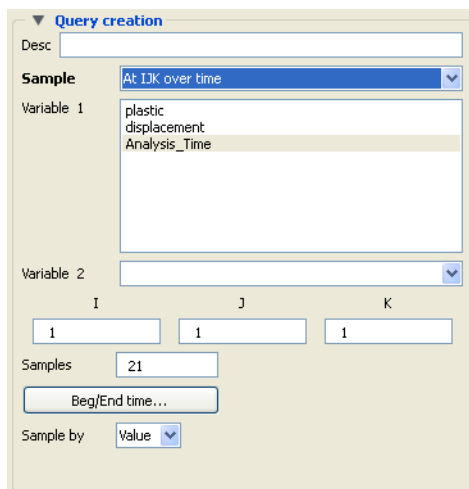 ▼ Query creation
Desc
Sample At IJK over time
Variable 1 plastic
displacement
Analysis_Time
Variable 2
I J K
1 1 1
Samples 21
Beg/End time...
Sample by Value